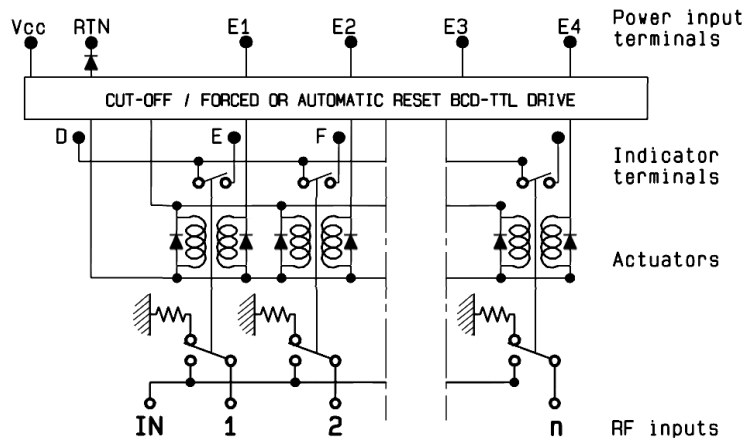 Vcc RTN E1 E2 E3 E4 Power input terminals
CUT-OFF / FORCED OR AUTOMATIC RESET BCD-TTL DRIVE
D E F Indicator terminals
Actuators
IN 1 2 n RF inputs